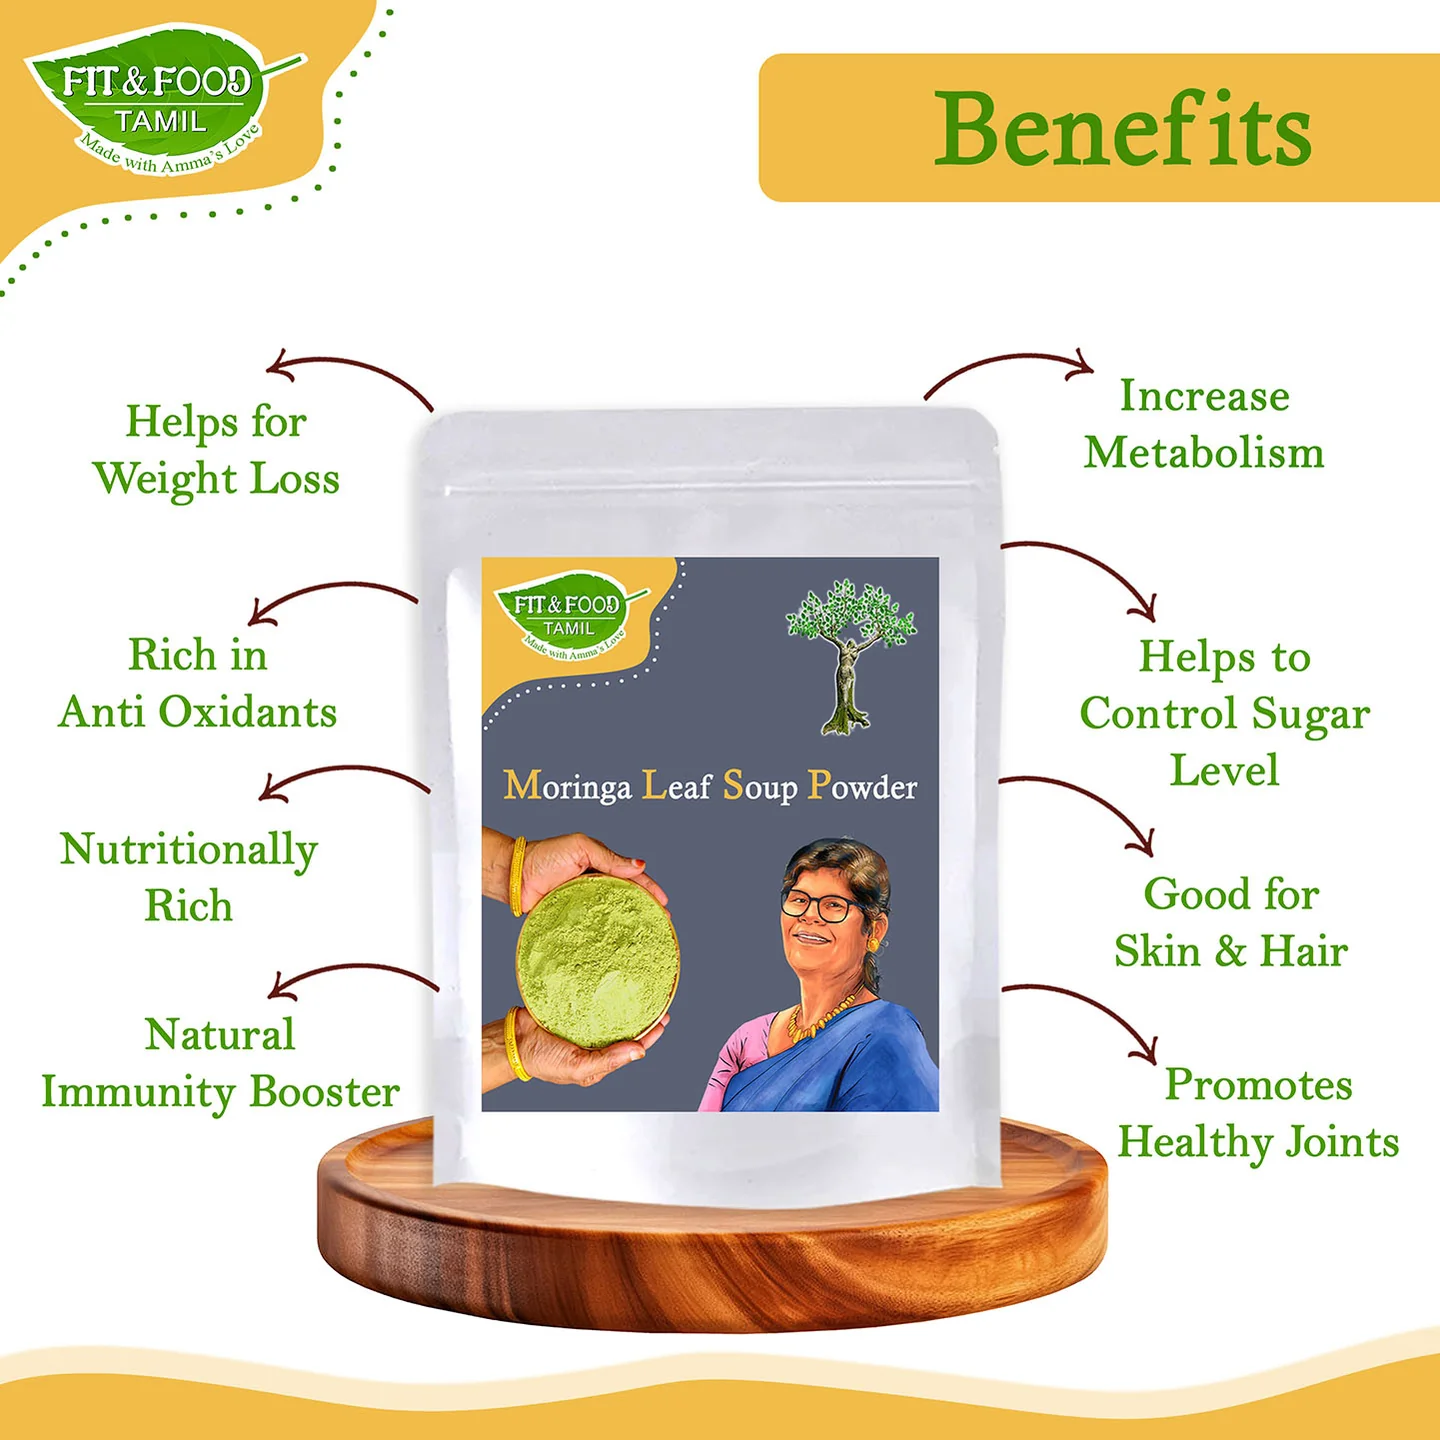 FIT & FOOD
TAMIL
Made with Amma's Love
Benefits
Helps for
Weight Loss
Rich in
Anti Oxidants
Nutritionally
Rich
Natural
Immunity Booster
Increase
Metabolism
Helps to
Control Sugar
Level
Good for
Skin & Hair
Promotes
Healthy Joints
FIT & FOOD
TAMIL
Made with Amma's Love
Moringa Leaf Soup Powder